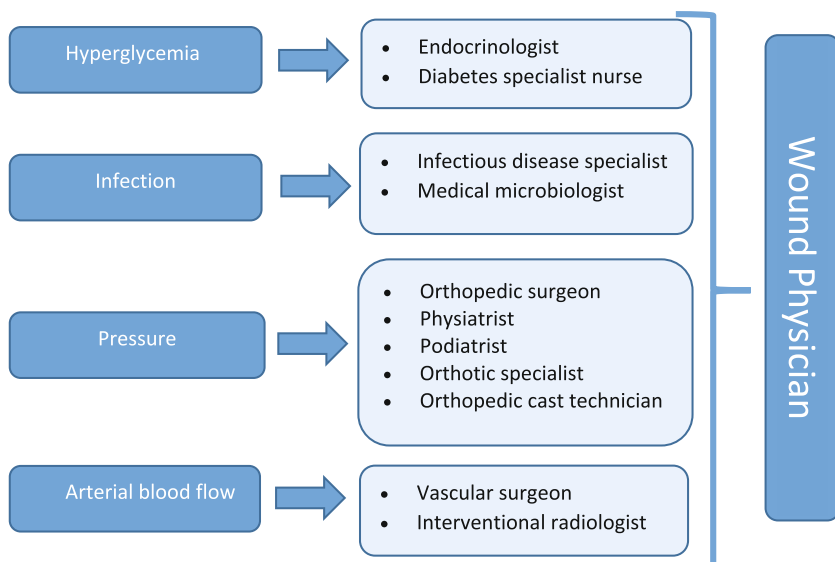 Hyperglycemia
• Endocrinologist
• Diabetes specialist nurse
Infection
• Infectious disease specialist
• Medical microbiologist
Pressure
• Orthopedic surgeon
• Physiatrist
• Podiatrist
• Orthotic specialist
• Orthopedic cast technician
Arterial blood flow
• Vascular surgeon
• Interventional radiologist
Wound Physician